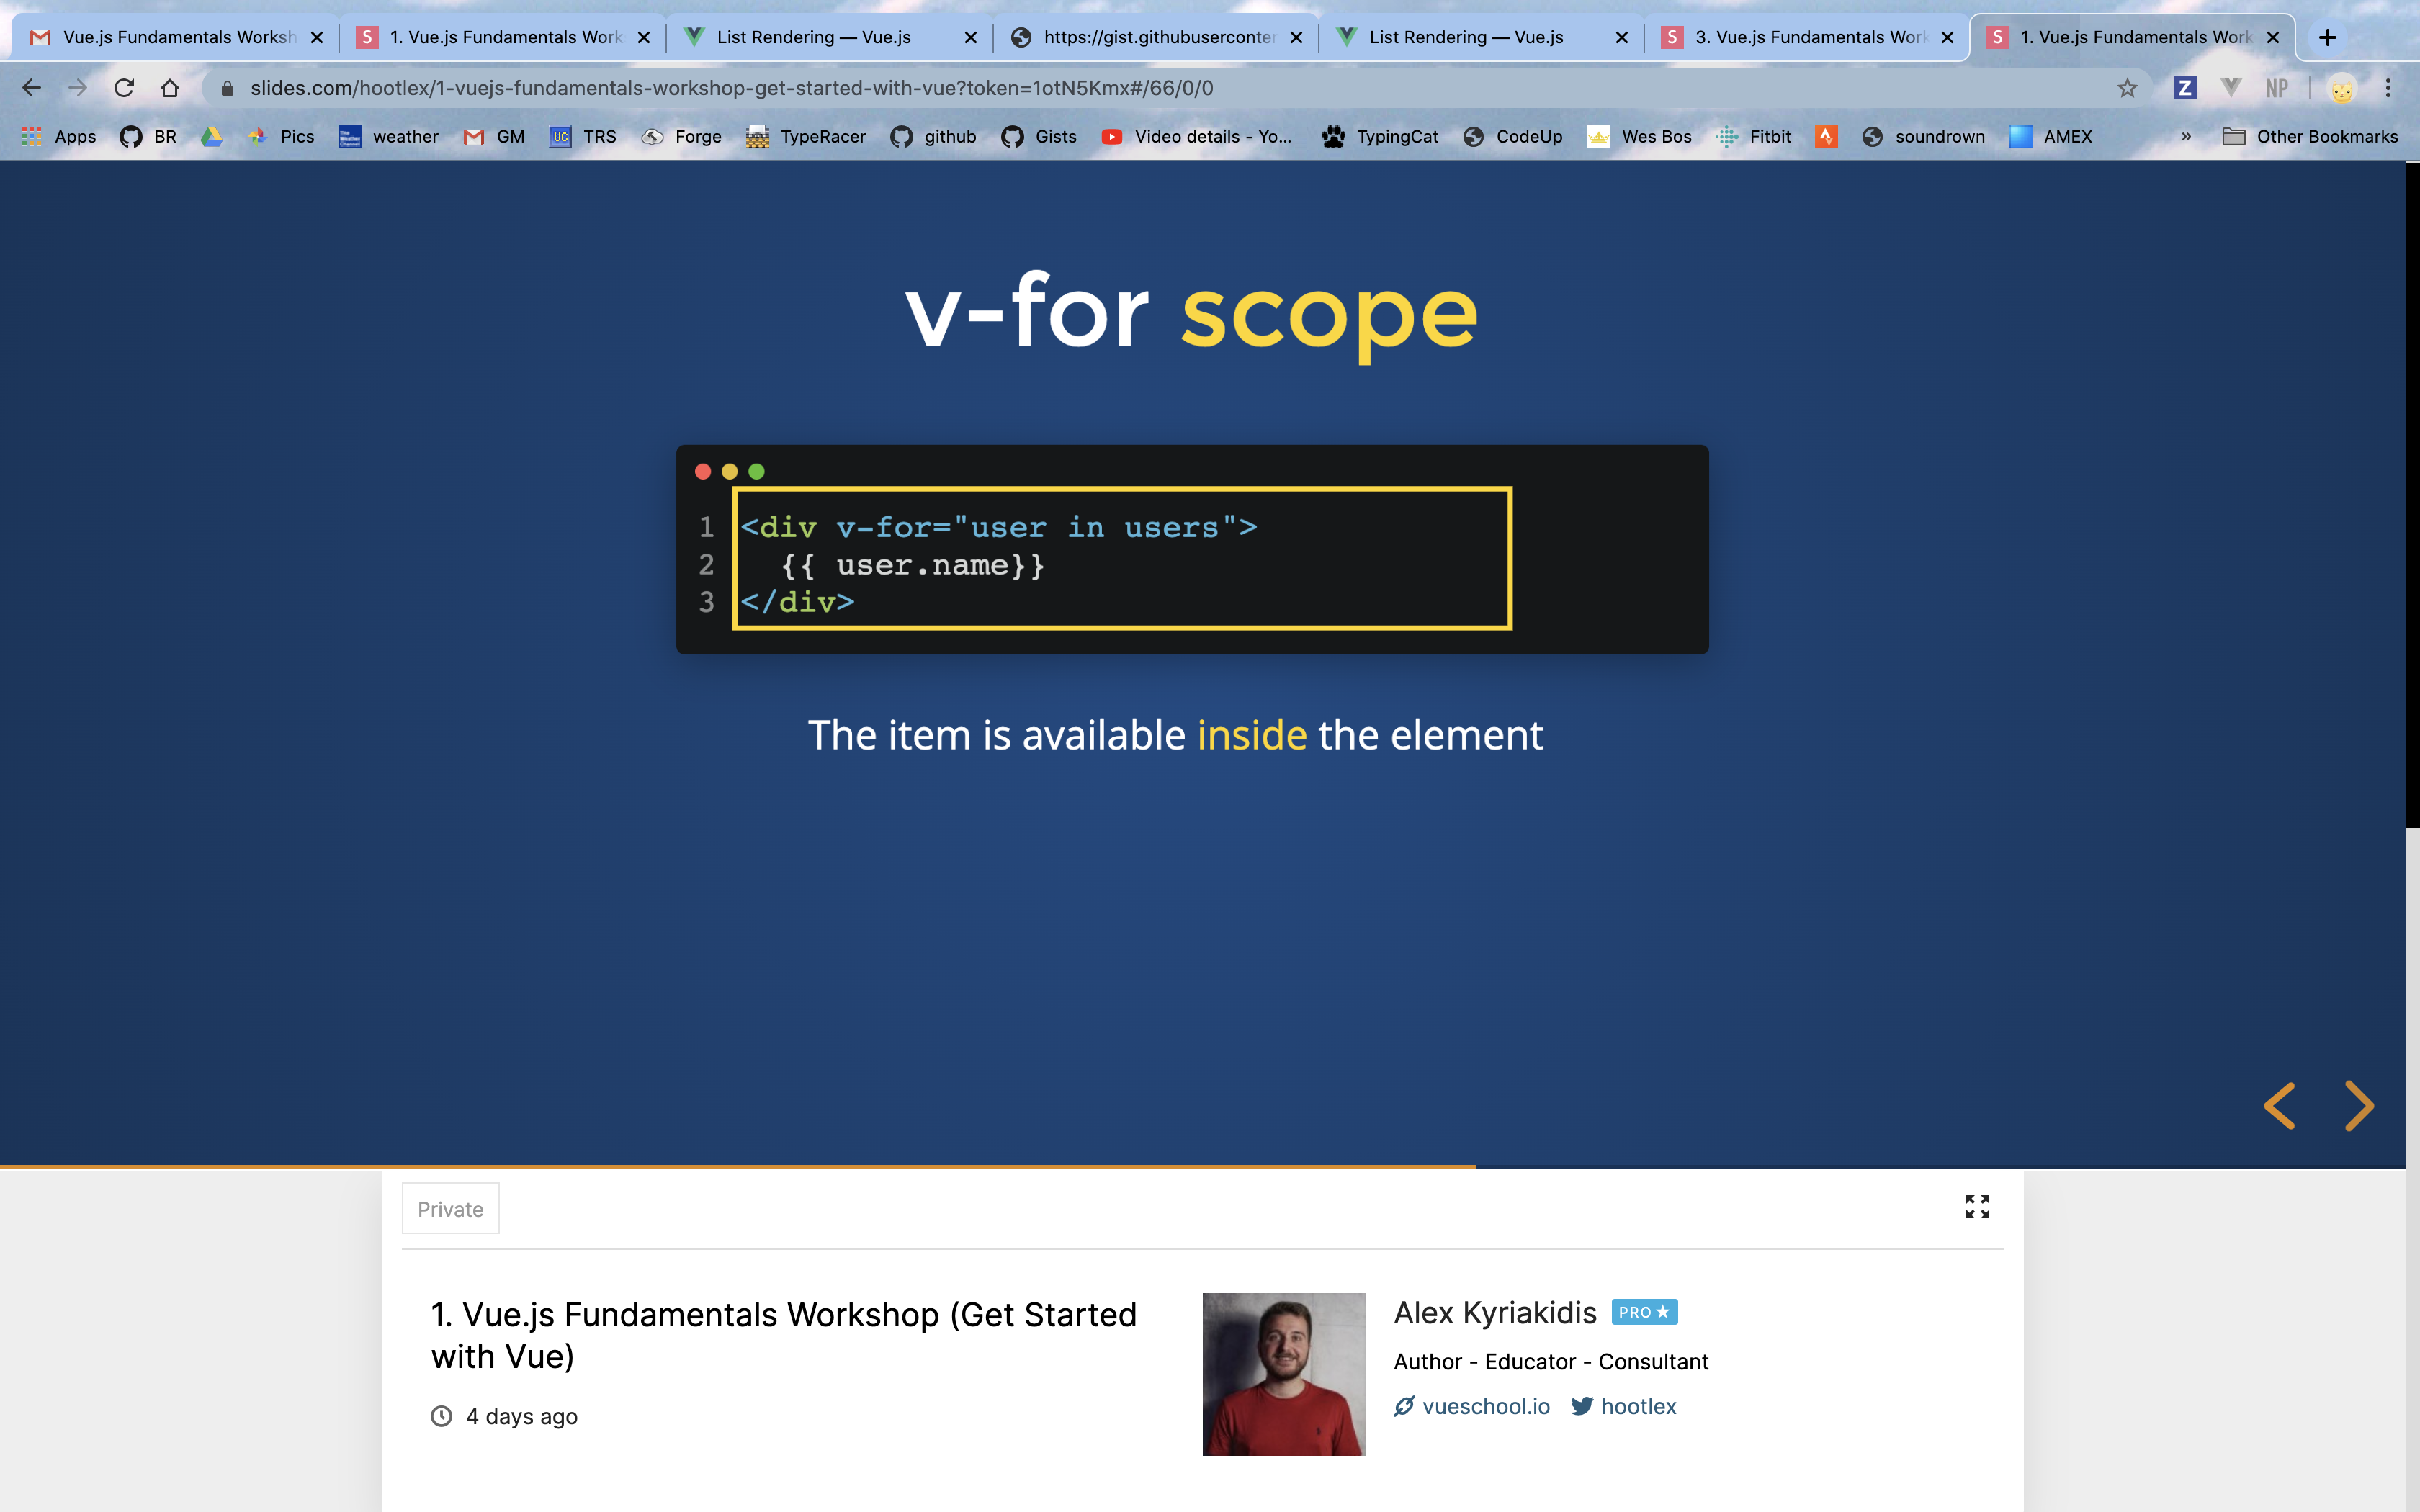 Vue.js Fundamentals Worksh
S 1. Vue.js Fundamentals Work
List Rendering — Vue.js
https://gist.githubuserconter
List Rendering — Vue.js
S 3. Vue.js Fundamentals Work
S 1. Vue.js Fundamentals Work
slides.com/hootlex/1-vuejs-fundamentals-workshop-get-started-with-vue?token=1otN5Kmx#/66/0/0
Z NP
Apps BR Pics weather GM UC TRS Forge TypeRacer github Gists Video details - Yo... TypingCat CodeUp Wes Bos Fitbit soundrown AMEX » Other Bookmarks
v-for scope
1 <div v-for="user in users">
2 {{ user.name}}
3 </div>
The item is available inside the element
Private
1. Vue.js Fundamentals Workshop (Get Started
with Vue)
4 days ago
Alex Kyriakidis PRO
Author - Educator - Consultant
vueschool.io hootlex